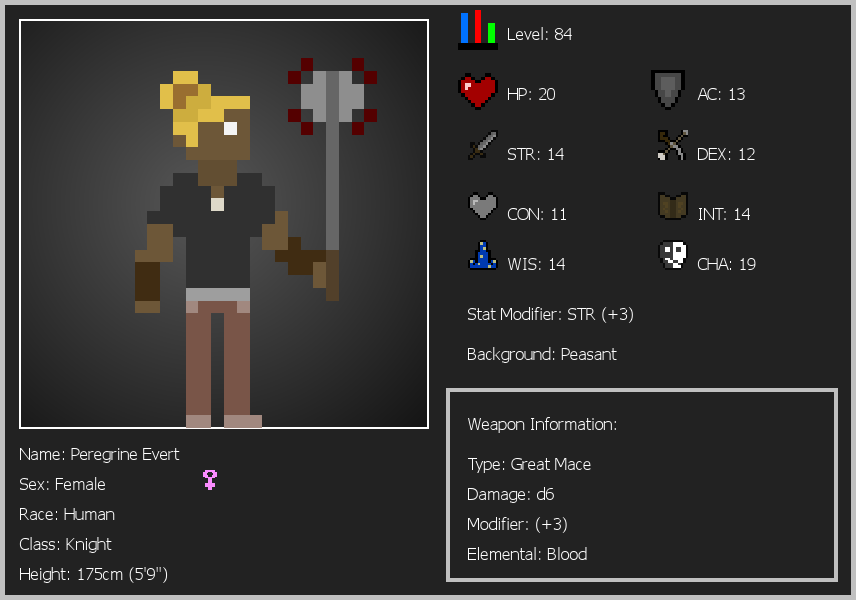 Level: 84
HP: 20
AC: 13
STR: 14
DEX: 12
CON: 11
INT: 14
WIS: 14
CHA: 19
Stat Modifier: STR (+3)
Background: Peasant
Weapon Information:
Type: Great Mace
Damage: d6
Modifier: (+3)
Elemental: Blood
Name: Peregrine Evert
Sex: Female
Race: Human
Class: Knight
Height: 175cm (5'9")